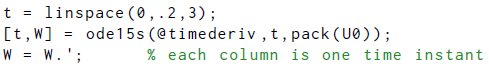 t = linspace(0,.2,3);
[t,W] = ode15s(@timederiv,t,pack(U0));
W = W.';      % each column is one time instant